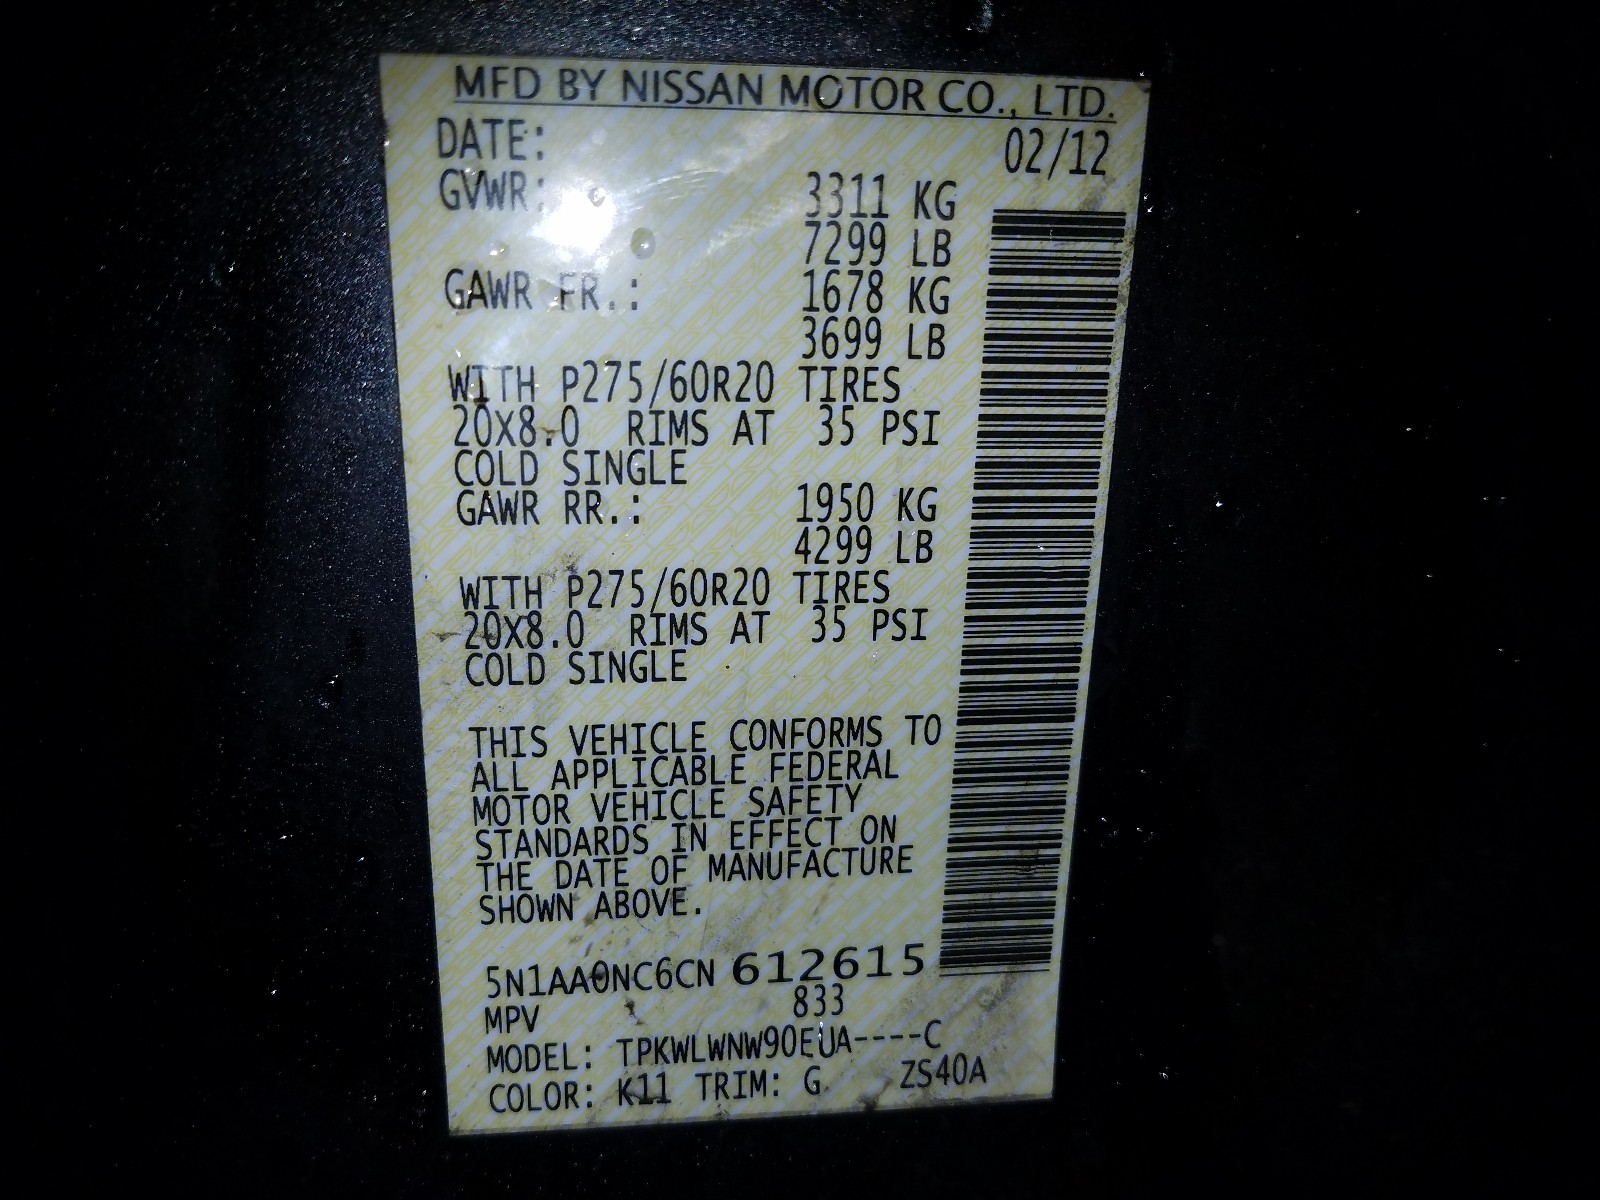 MFD BY NISSAN MOTOR CO., LTD.
DATE: 02/12
GVWR: 3311 KG
7299 LB
GAWR FR.: 1678 KG
3699 LB
WITH P275/60R20 TIRES
20X8.0 RIMS AT 35 PSI
COLD SINGLE
GAWR RR.: 1950 KG
4299 LB
WITH P275/60R20 TIRES
20X8.0 RIMS AT 35 PSI
COLD SINGLE
THIS VEHICLE CONFORMS TO
ALL APPLICABLE FEDERAL
MOTOR VEHICLE SAFETY
STANDARDS IN EFFECT ON
THE DATE OF MANUFACTURE
SHOWN ABOVE.
5N1AA0NC6CN 612615
MPV 833
MODEL: TPKWLWNW90EUA----C
COLOR: K11 TRIM: G ZS40A